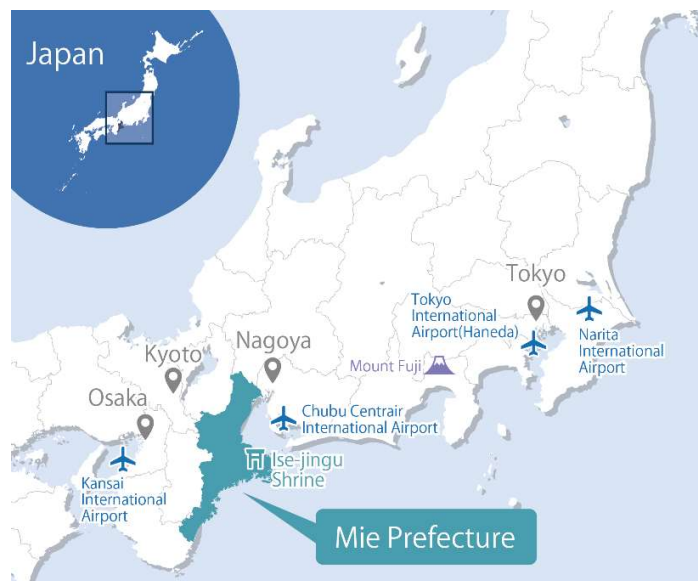 Japan
Tokyo
Tokyo
International
Airport(Haneda)
Narita
International
Airport
Nagoya
Mount Fuji
Kyoto
Osaka
Chubu Centrair
International Airport
Ise-jingu
Shrine
Kansai
International
Airport
Mie Prefecture